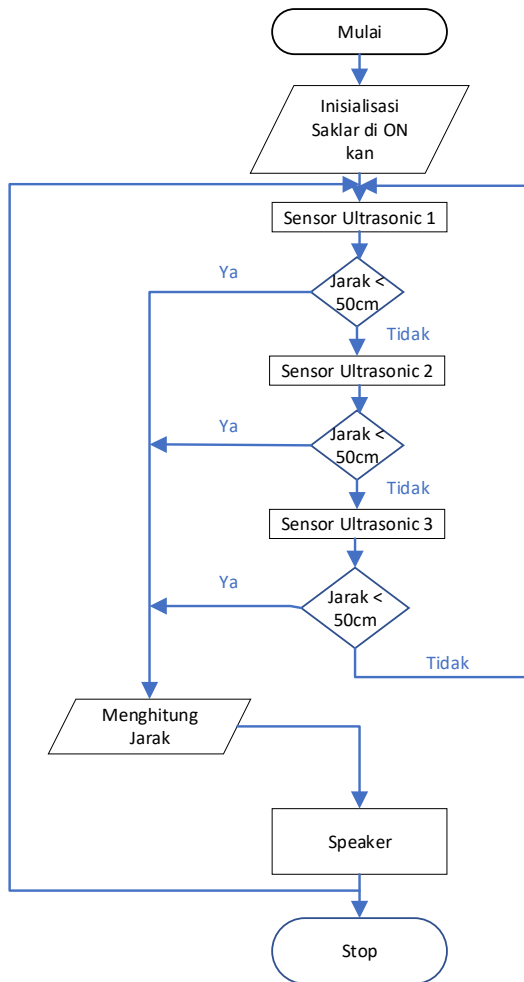 Mulai
Inisialisasi
Saklar di ON
kan
Sensor Ultrasonic 1
Ya
Jarak <
50cm
Tidak
Sensor Ultrasonic 2
Ya
Jarak <
50cm
Tidak
Sensor Ultrasonic 3
Ya
Jarak <
50cm
Tidak
Menghitung
Jarak
Speaker
Stop